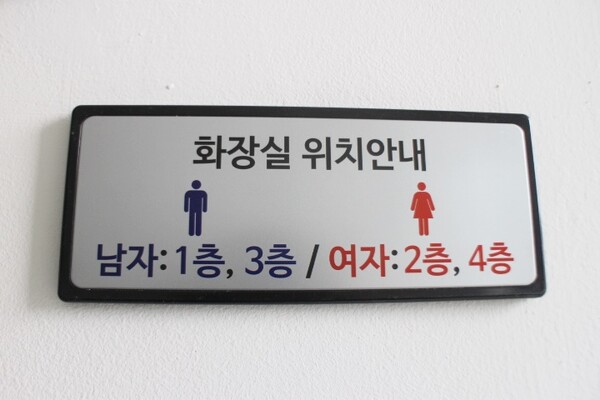 화장실 위치안내
남자:1층, 3층 / 여자:2층, 4층